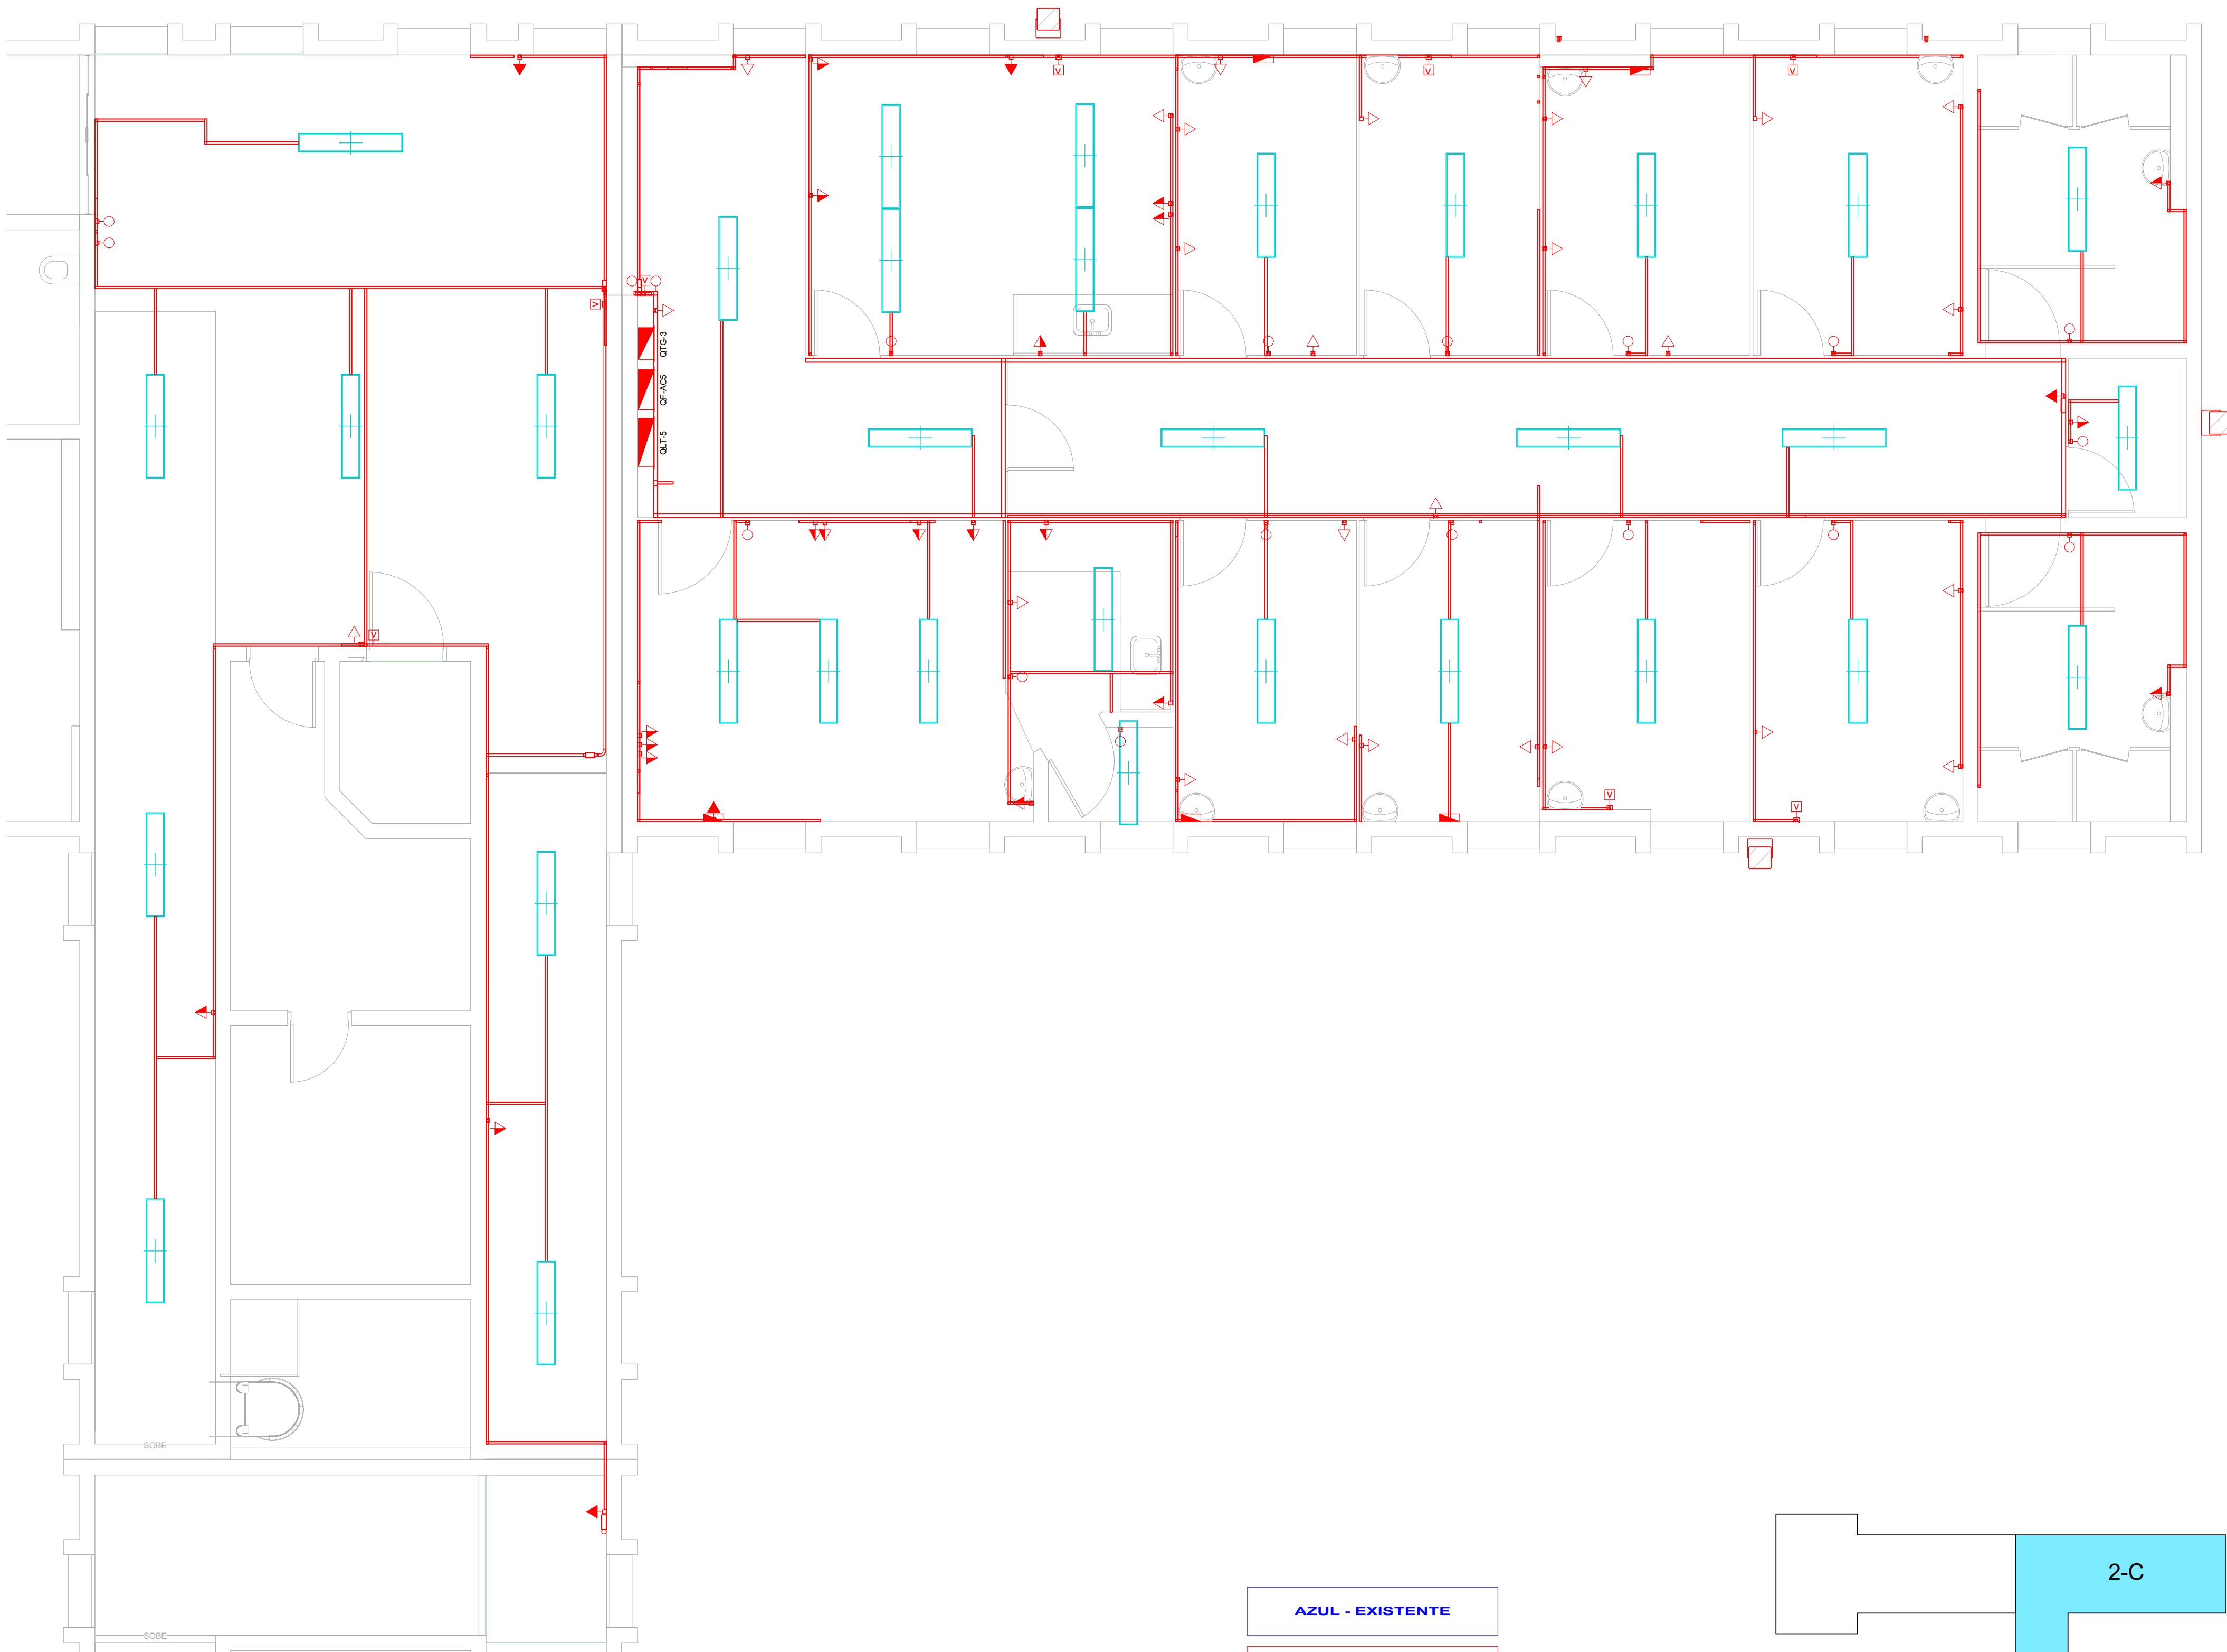 V
V
V
V
V
V
QTG-3
QF-AC5
QLT-5
V
V
V
SOBE
2-C
AZUL - EXISTENTE
SOBE